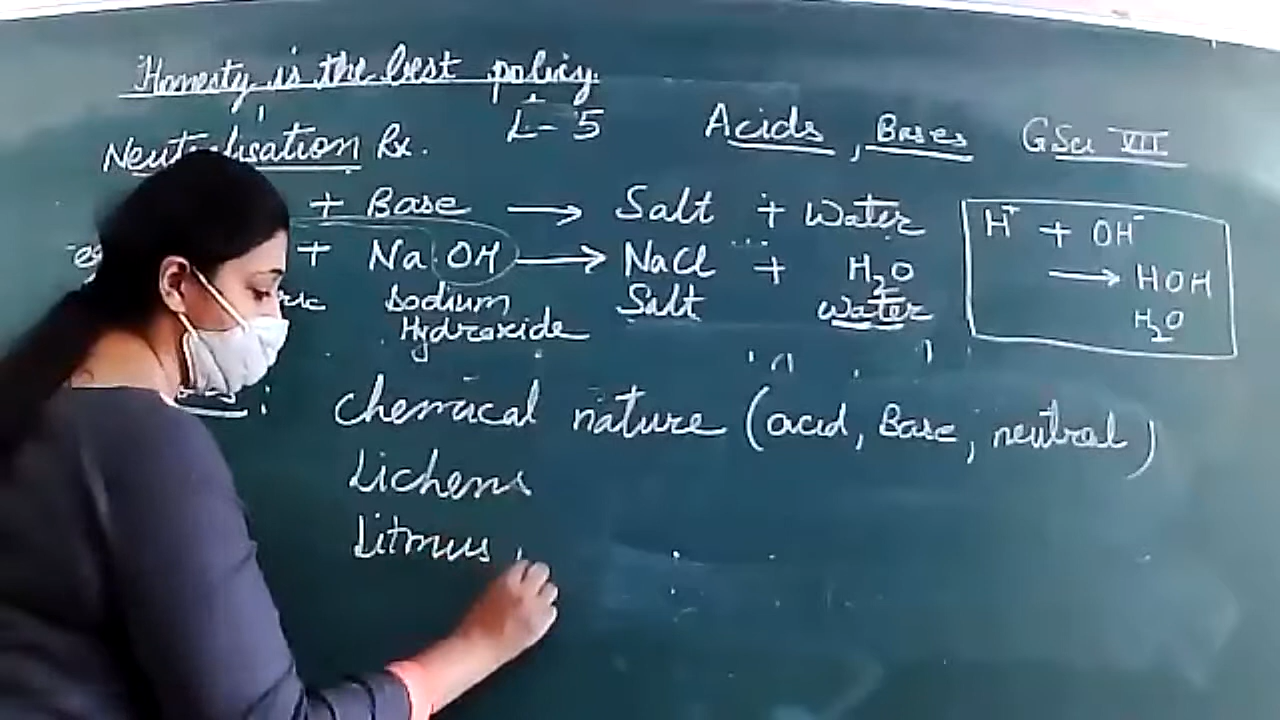 Honesty is the best policy.
L-5 Acids, Bases GSci VII
Neutralisation Rx.
+ Base → Salt + Water
eg + NaOH → NaCl + H₂O
Sodium Hydroxide Salt Water
H⁺ + OH⁻
→ HOH
H₂O
: Chemical nature (acid, Base, neutral)
Lichens
Litmus